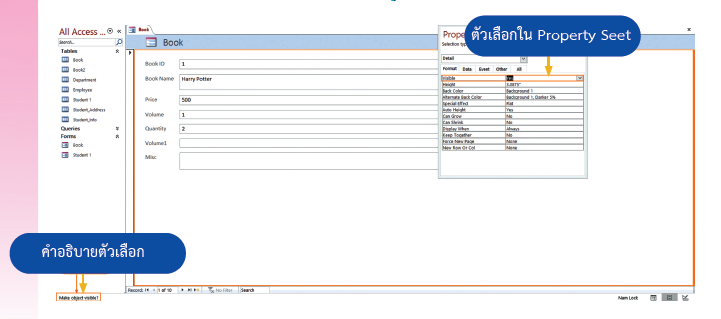 All Access ...
Search...
Tables
Book
Book2
Department
Employee
Student 1
Student_Address
Student_Info
Queries
Forms
Book
Student 1
Book
Book
Book ID
1
Book Name
Harry Potter
Price
500
Volume
1
Quantity
2
Volume1
Misc
ตัวเลือกใน Property Seet
Prope
Selection typ
Detail
Format Data Event Other All
Visible No
Height 5.0875"
Back Color Background 1
Alternate Back Color Background 1, Darker 5%
Special Effect Flat
Auto Height Yes
Can Grow No
Can Shrink No
Display When Always
Keep Together No
Force New Page None
New Row Or Col None
คำอธิบายตัวเลือก
Record: 1 of 10 No Filter Search
Make object visible?
Num Lock